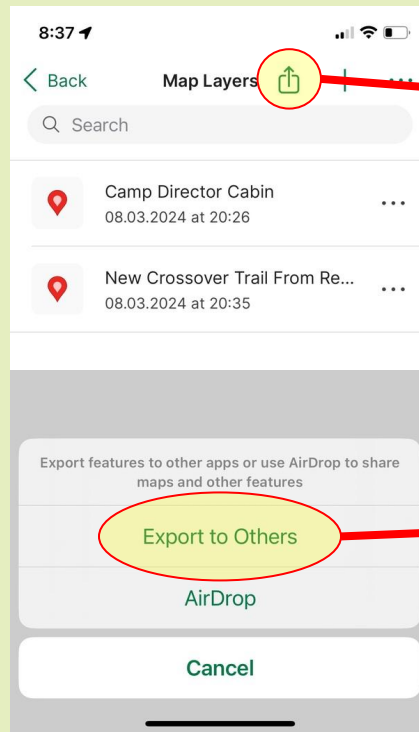 8:37
Back
Map Layers
Search
Camp Director Cabin
08.03.2024 at 20:26
New Crossover Trail From Re...
08.03.2024 at 20:35
Export features to other apps or use AirDrop to share
maps and other features
Export to Others
AirDrop
Cancel